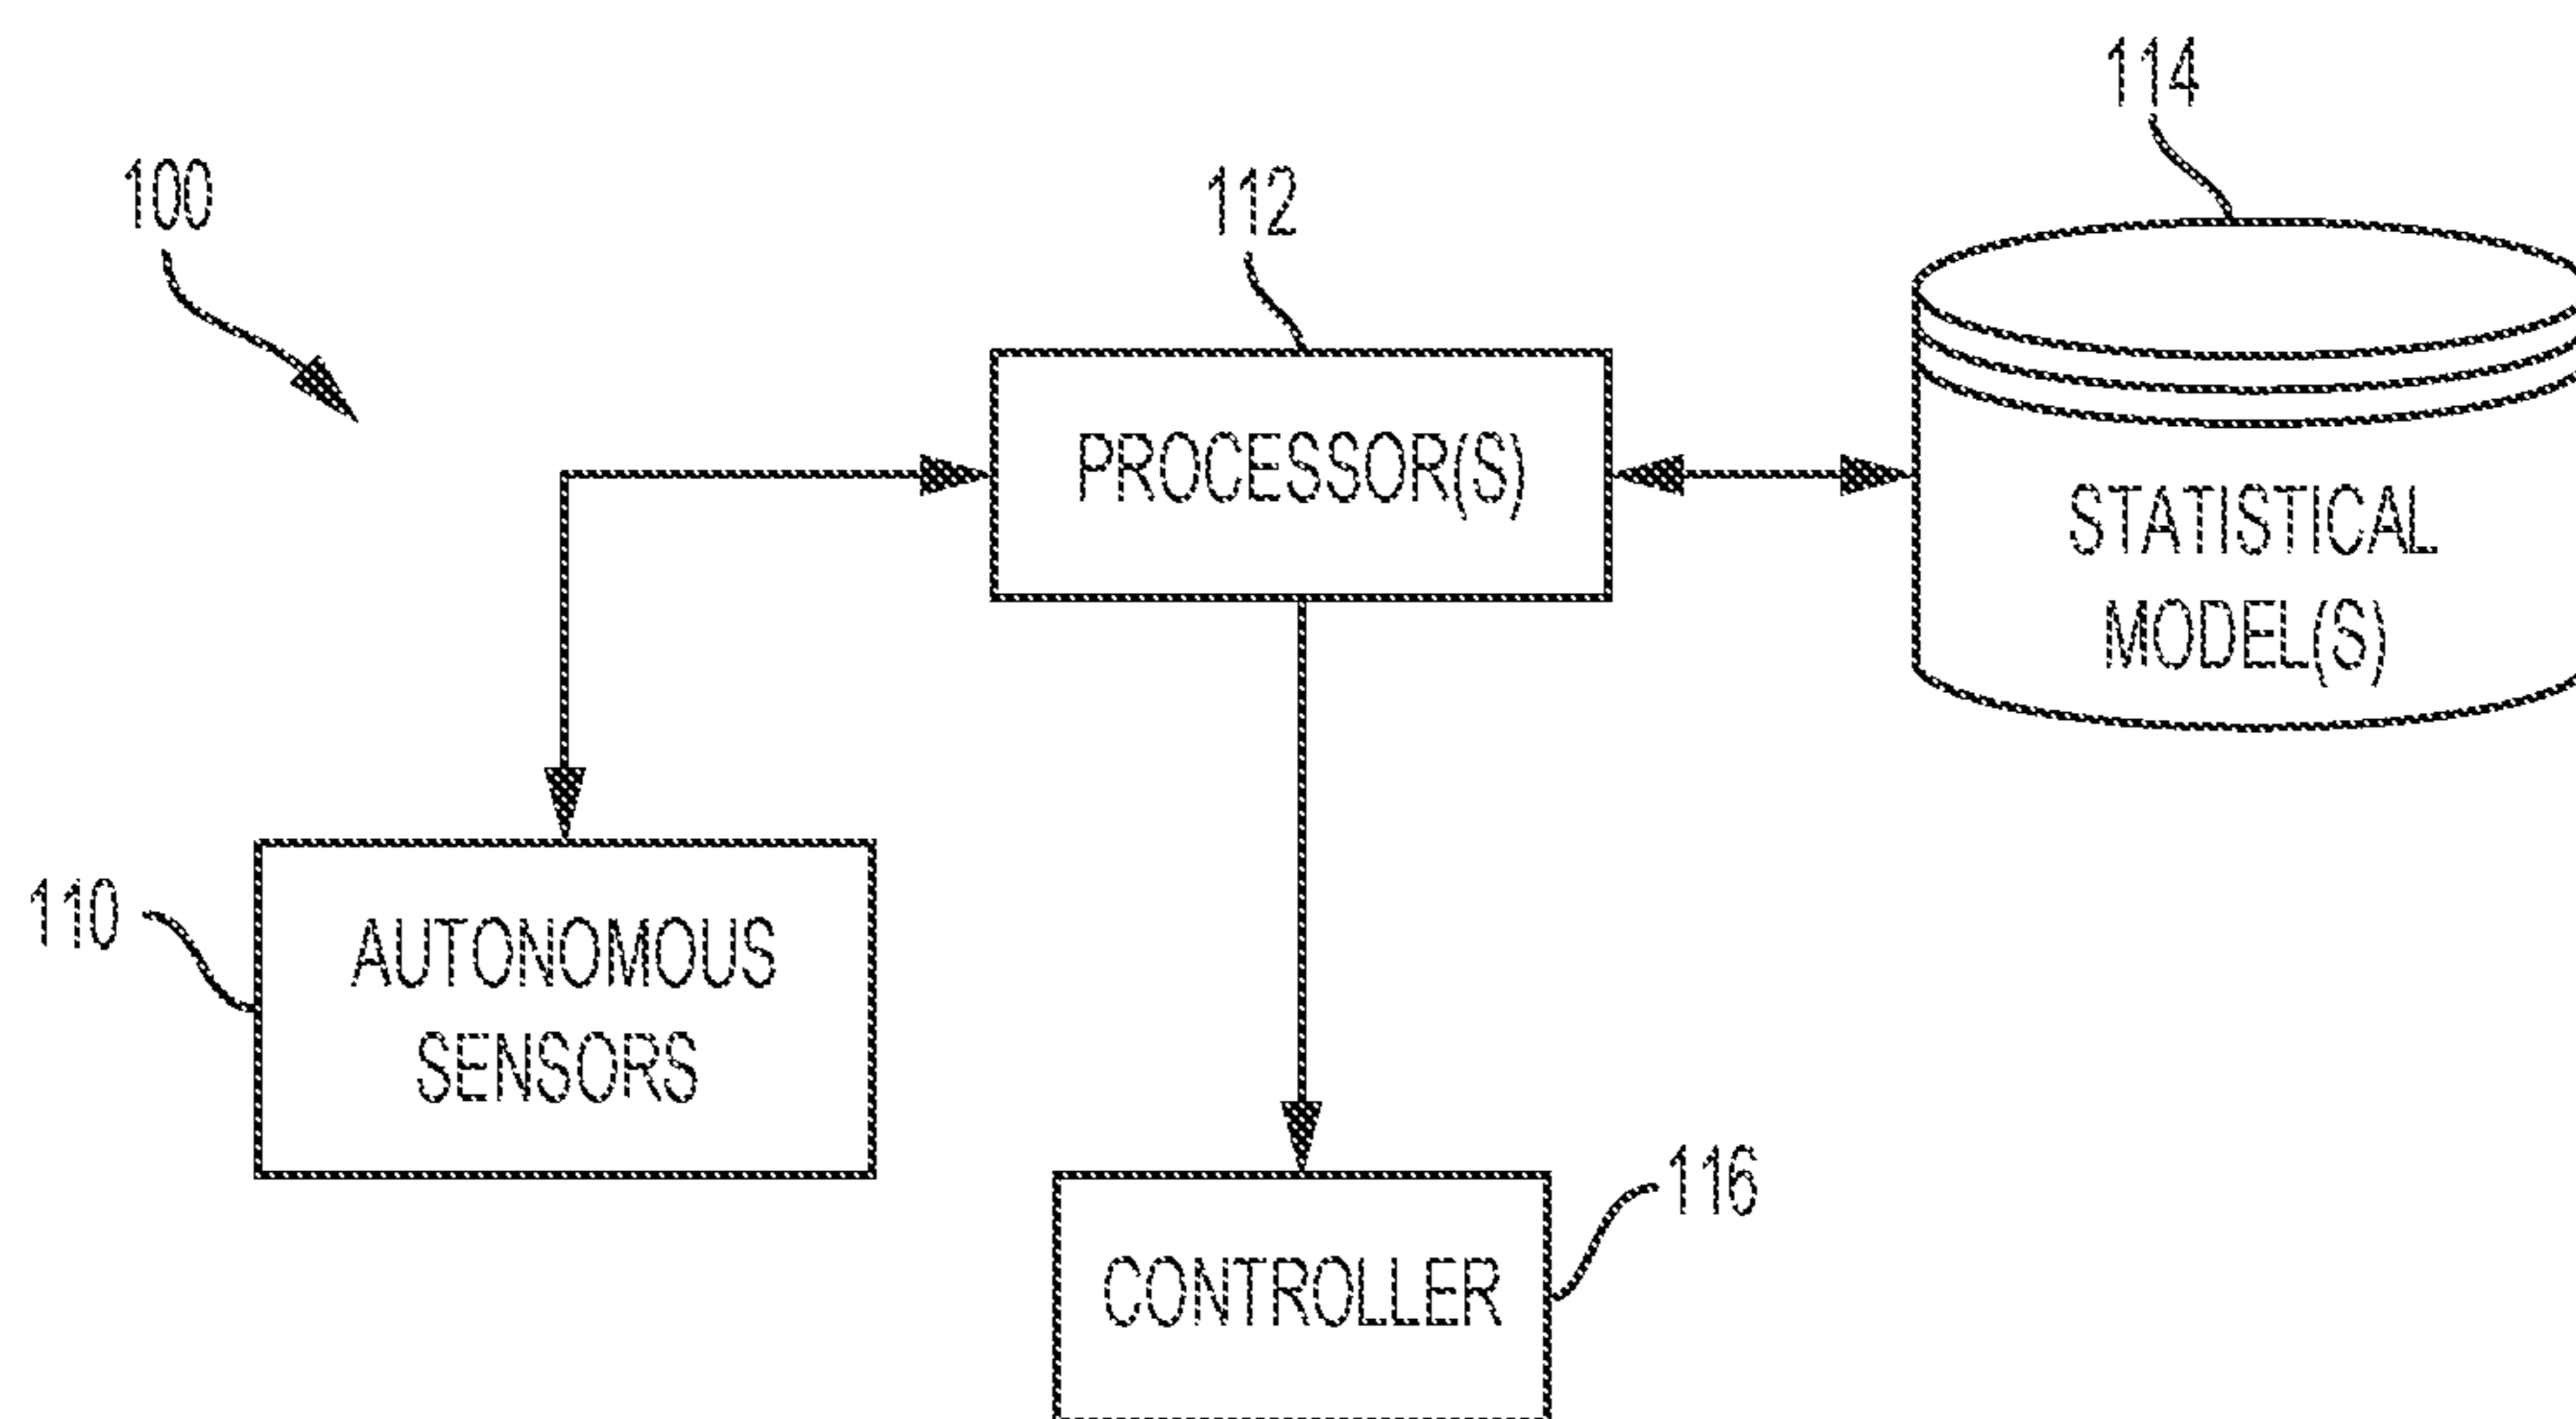 114
100
112
PROCESSOR(S)
STATISTICAL
MODEL(S)
110
AUTONOMOUS
SENSORS
116
CONTROLLER